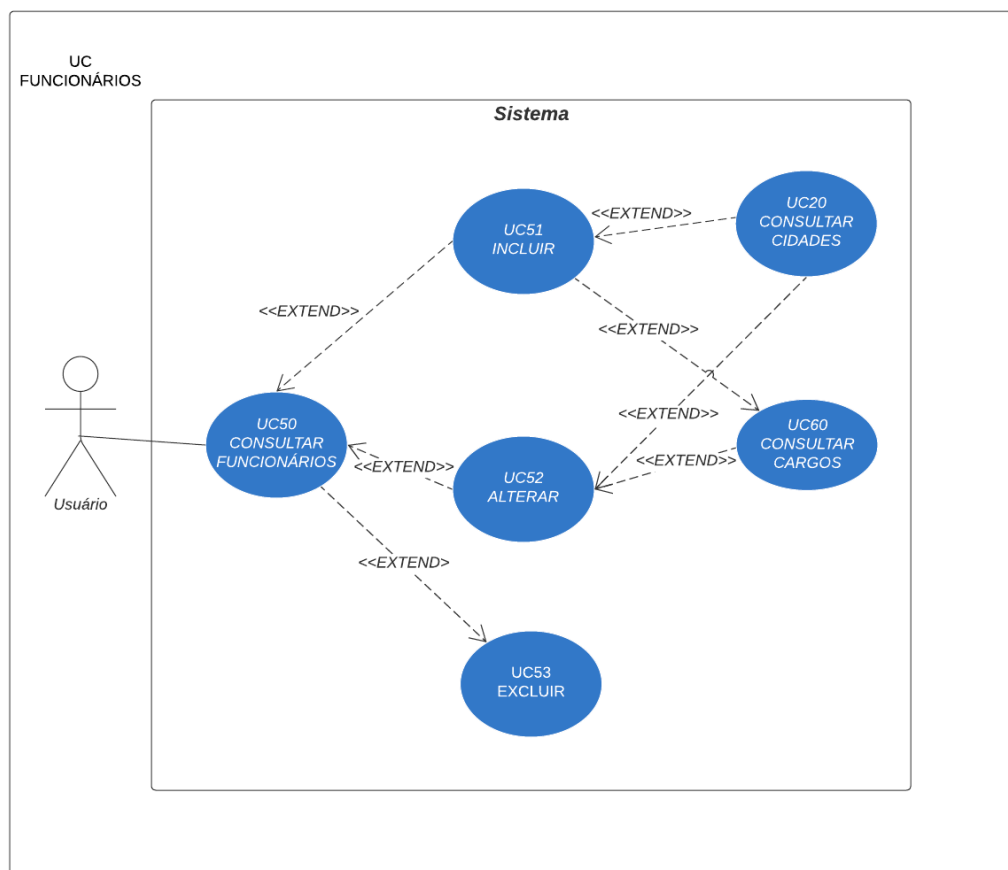 UC
FUNCIONÁRIOS
Sistema
UC51
INCLUIR
<<EXTEND>>
UC20
CONSULTAR
CIDADES
<<EXTEND>>
<<EXTEND>>
<<EXTEND>>
UC50
CONSULTAR
FUNCIONÁRIOS
<<EXTEND>>
UC52
ALTERAR
<<EXTEND>>
UC60
CONSULTAR
CARGOS
Usuário
<<EXTEND>
UC53
EXCLUIR